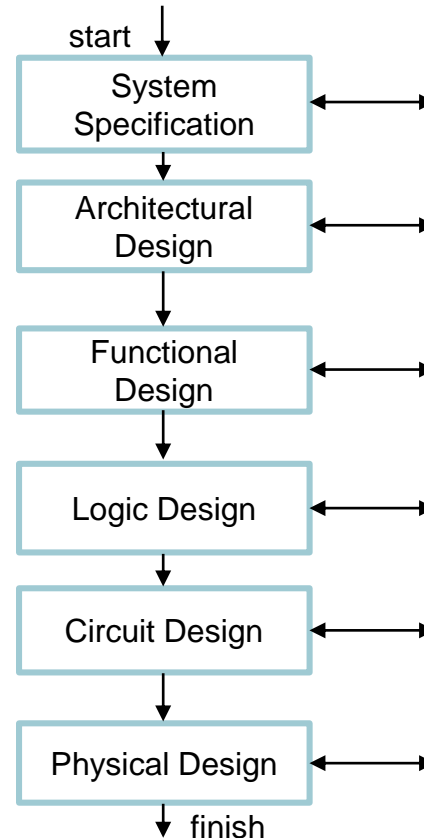 start
System
Specification
Architectural
Design
Functional
Design
Logic Design
Circuit Design
Physical Design
finish